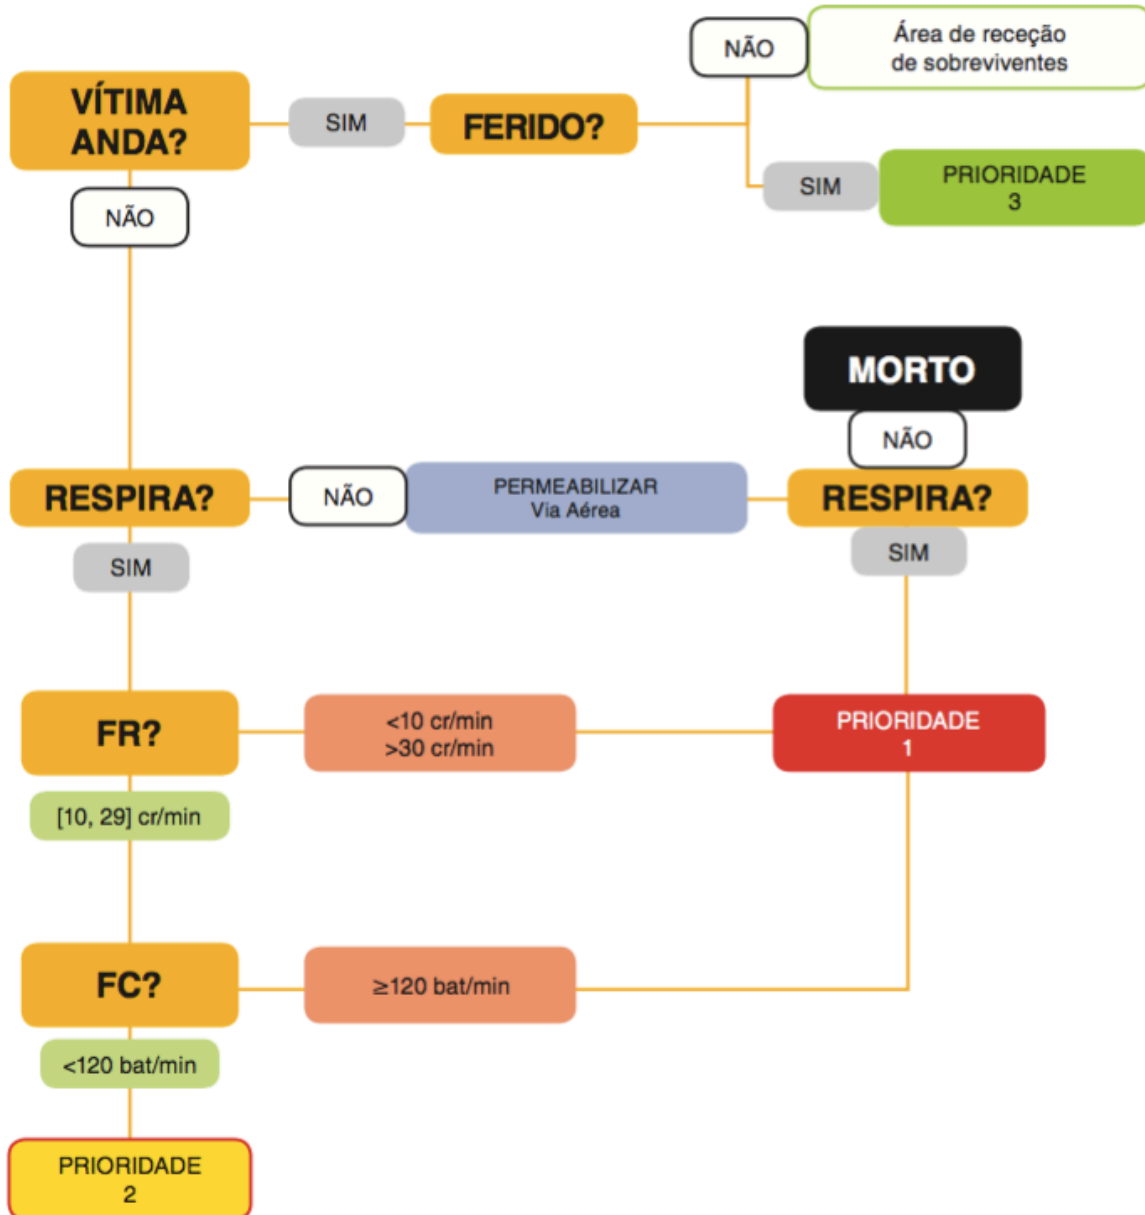 VÍTIMA
ANDA?
SIM
FERIDO?
NÃO
Área de receção
de sobreviventes
SIM
PRIORIDADE
3
NÃO
MORTO
NÃO
RESPIRA?
NÃO
PERMEABILIZAR
Via Aérea
RESPIRA?
SIM
SIM
FR?
<10 cr/min
>30 cr/min
PRIORIDADE
1
[10, 29] cr/min
FC?
≥120 bat/min
<120 bat/min
PRIORIDADE
2